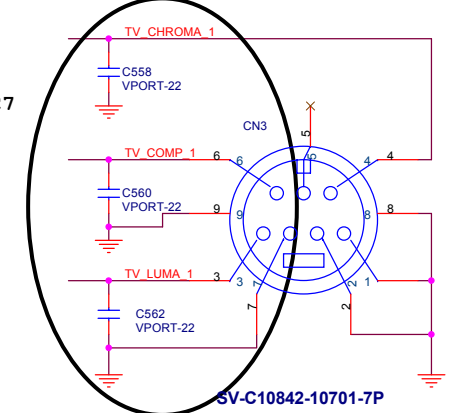 TV_CHROMA_1
C558
VPORT-22
7
CN3
5
5
TV_COMP_1
6
6
4
4
C560
VPORT-22
9
9
8
8
TV_LUMA_1
3
3
7
2
1
C562
VPORT-22
7
2
SV-C10842-10701-7P